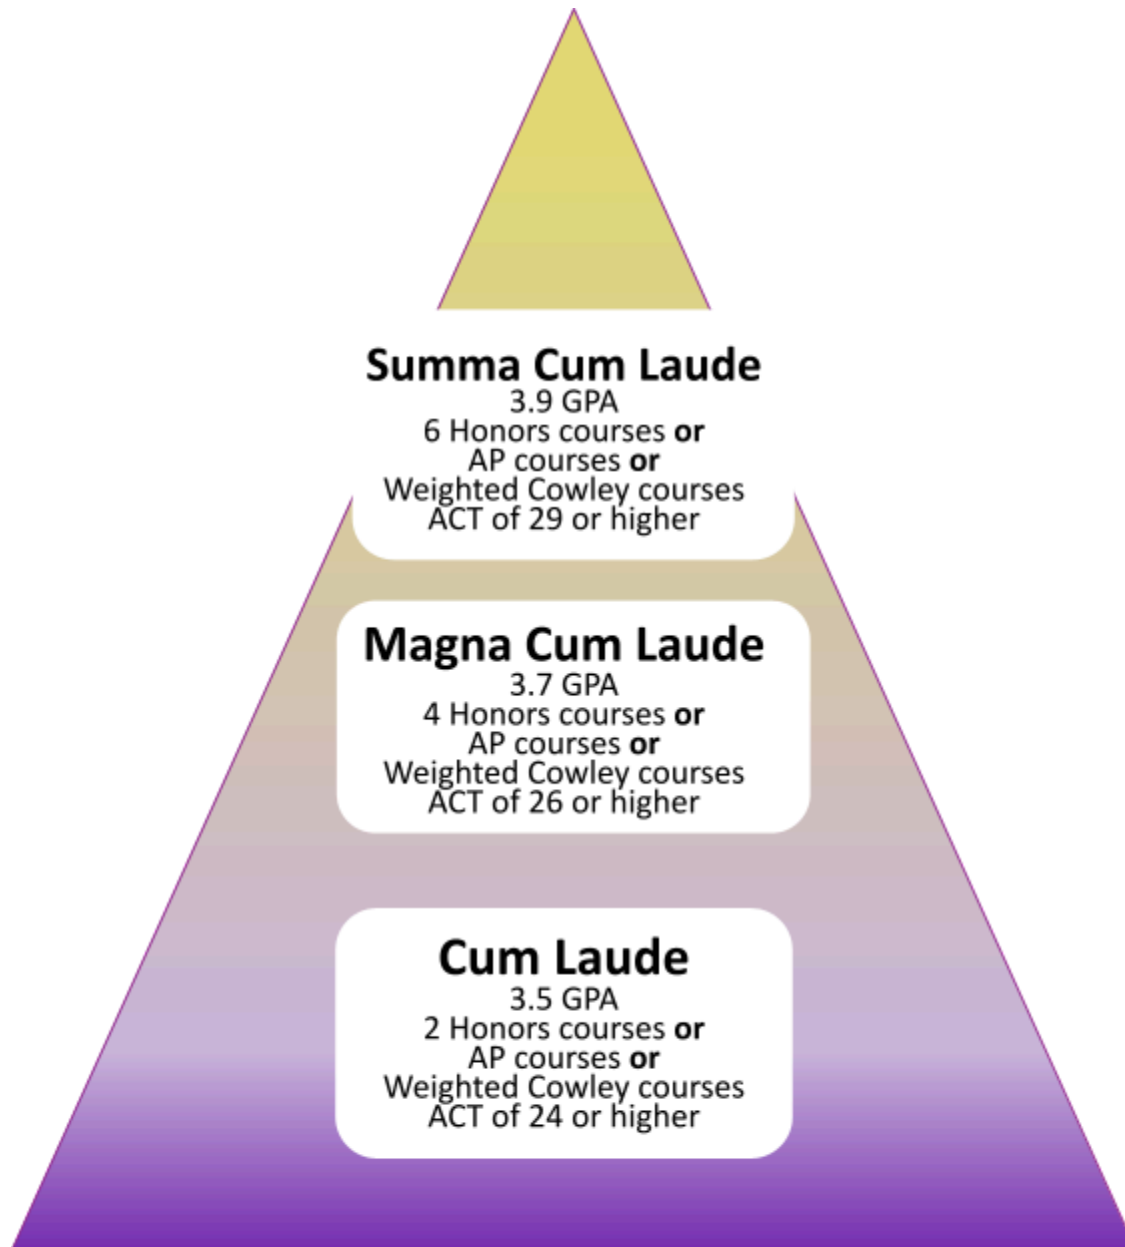 Summa Cum Laude
3.9 GPA
6 Honors courses or
AP courses or
Weighted Cowley courses
ACT of 29 or higher
Magna Cum Laude
3.7 GPA
4 Honors courses or
AP courses or
Weighted Cowley courses
ACT of 26 or higher
Cum Laude
3.5 GPA
2 Honors courses or
AP courses or
Weighted Cowley courses
ACT of 24 or higher